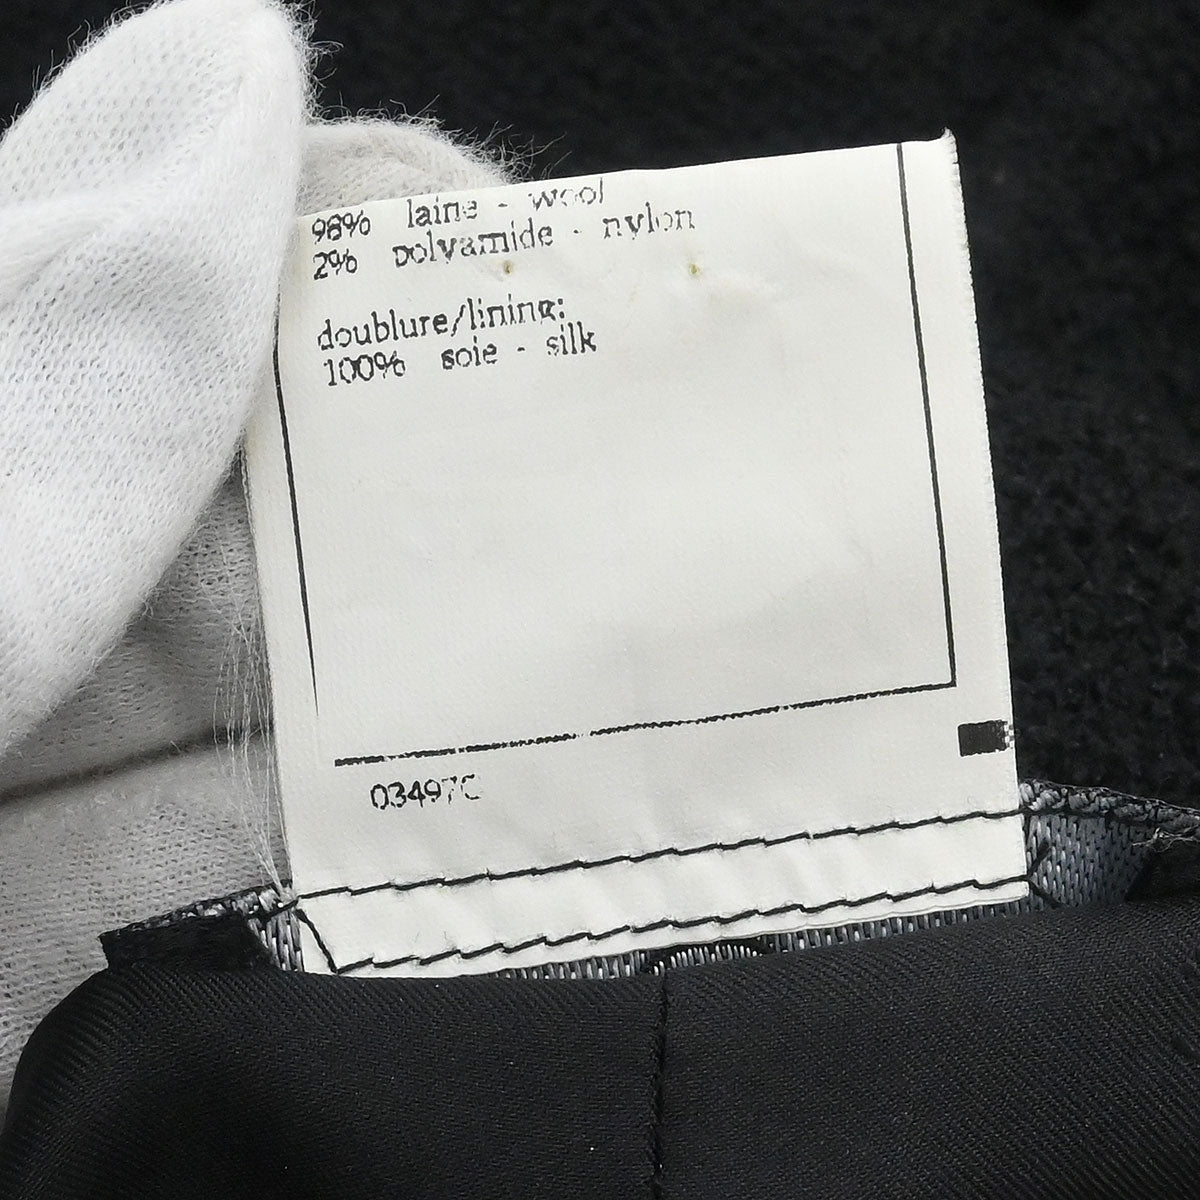 98% laine - wool
2% polyamide - nylon
doublure/lining:
100% soie - silk
03497C